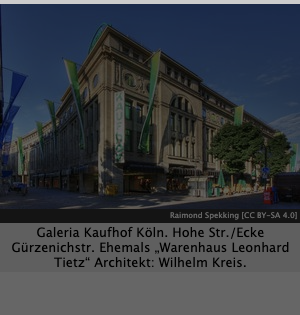 KAUFHOF
Raimond Spekking [CC BY-SA 4.0]
Galeria Kaufhof Köln. Hohe Str./Ecke
Gürzenichstr. Ehemals „Warenhaus Leonhard
Tietz“ Architekt: Wilhelm Kreis.